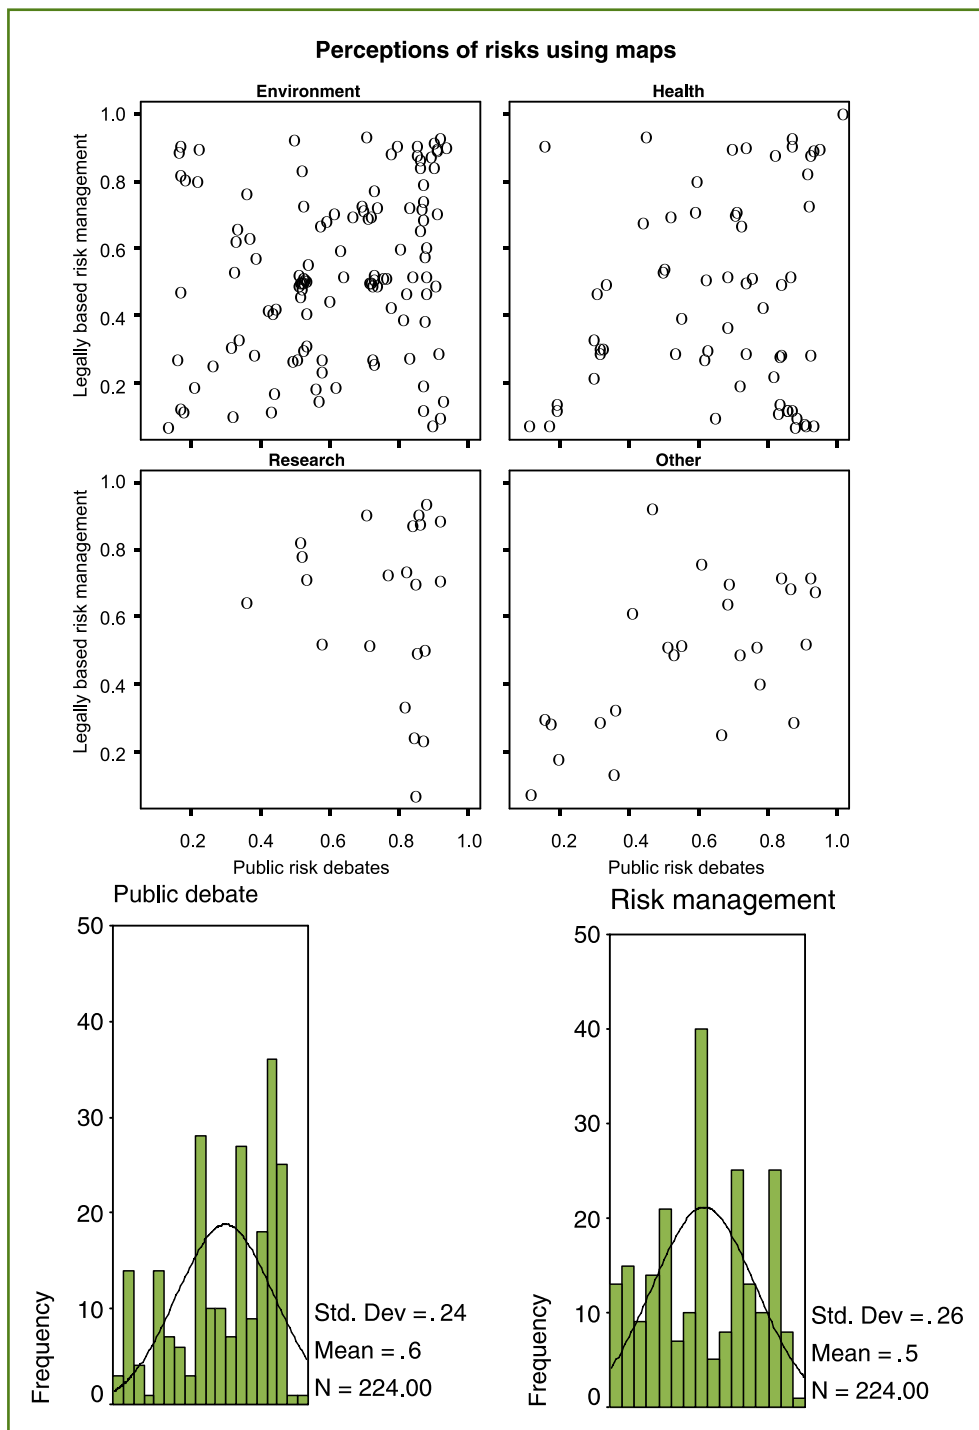 Perceptions of risks using maps
Environment
Health
Legally based risk management
1.0
0.8
0.6
0.4
0.2
Research
Other
Legally based risk management
1.0
0.8
0.6
0.4
0.2
0.2 0.4 0.6 0.8 1.0
0.2 0.4 0.6 0.8 1.0
Public risk debates
Public risk debates
Public debate
50
40
30
20
10
0
Frequency
Std. Dev = .24
Mean = .6
N = 224.00
Risk management
50
40
30
20
10
0
Frequency
Std. Dev = .26
Mean = .5
N = 224.00